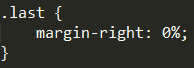 .last {
    margin-right: 0%;
}